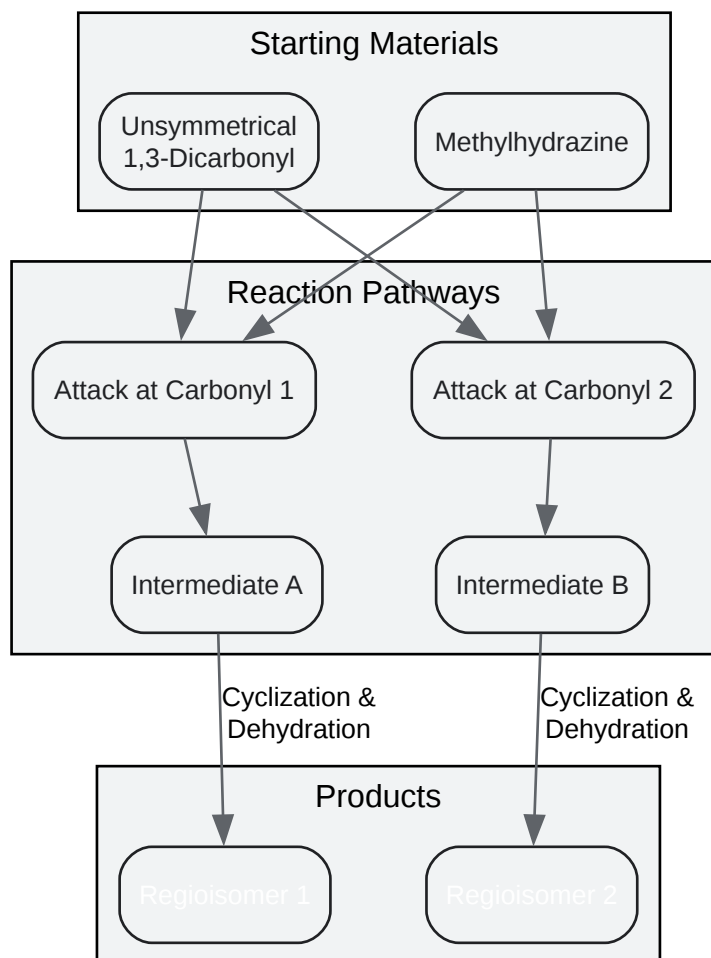 Starting Materials
Unsymmetrical
1,3-Dicarbonyl
Methylhydrazine
Reaction Pathways
Attack at Carbonyl 1
Attack at Carbonyl 2
Intermediate A
Intermediate B
Cyclization &
Dehydration
Cyclization &
Dehydration
Products
Regioisomer 1
Regioisomer 2